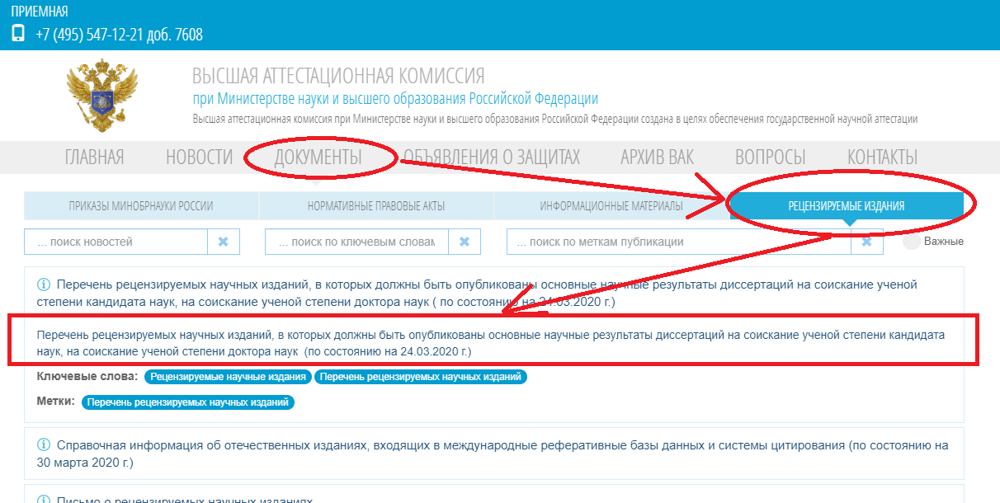 ПРИЕМНАЯ
+7 (495) 547-12-21 доб. 7608
ВЫСШАЯ АТТЕСТАЦИОННАЯ КОМИССИЯ
при Министерстве науки и высшего образования Российской Федерации
Высшая аттестационная комиссия при Министерстве науки и высшего образования Российской Федерации создана в целях обеспечения государственной научной аттестации
ГЛАВНАЯ НОВОСТИ ДОКУМЕНТЫ ОБЪЯВЛЕНИЯ О ЗАЩИТАХ АРХИВ ВАК ВОПРОСЫ КОНТАКТЫ
ПРИКАЗЫ МИНОБРНАУКИ РОССИИ НОРМАТИВНЫЕ ПРАВОВЫЕ АКТЫ ИНФОРМАЦИОННЫЕ МАТЕРИАЛЫ РЕЦЕНЗИРУЕМЫЕ ИЗДАНИЯ
... поиск новостей ... поиск по ключевым словам ... поиск по меткам публикации Важные
Перечень рецензируемых научных изданий, в которых должны быть опубликованы основные научные результаты диссертаций на соискание ученой
степени кандидата наук, на соискание ученой степени доктора наук ( по состоянию на 24.03.2020 г.)
Перечень рецензируемых научных изданий, в которых должны быть опубликованы основные научные результаты диссертаций на соискание ученой степени кандидата
наук, на соискание ученой степени доктора наук (по состоянию на 24.03.2020 г.)
Ключевые слова: Рецензируемые научные издания Перечень рецензируемых научных изданий
Метки: Перечень рецензируемых научных изданий
Справочная информация об отечественных изданиях, входящих в международные реферативные базы данных и системы цитирования (по состоянию на
30 марта 2020 г.)
Письмо о рецензируемых научных изданиях